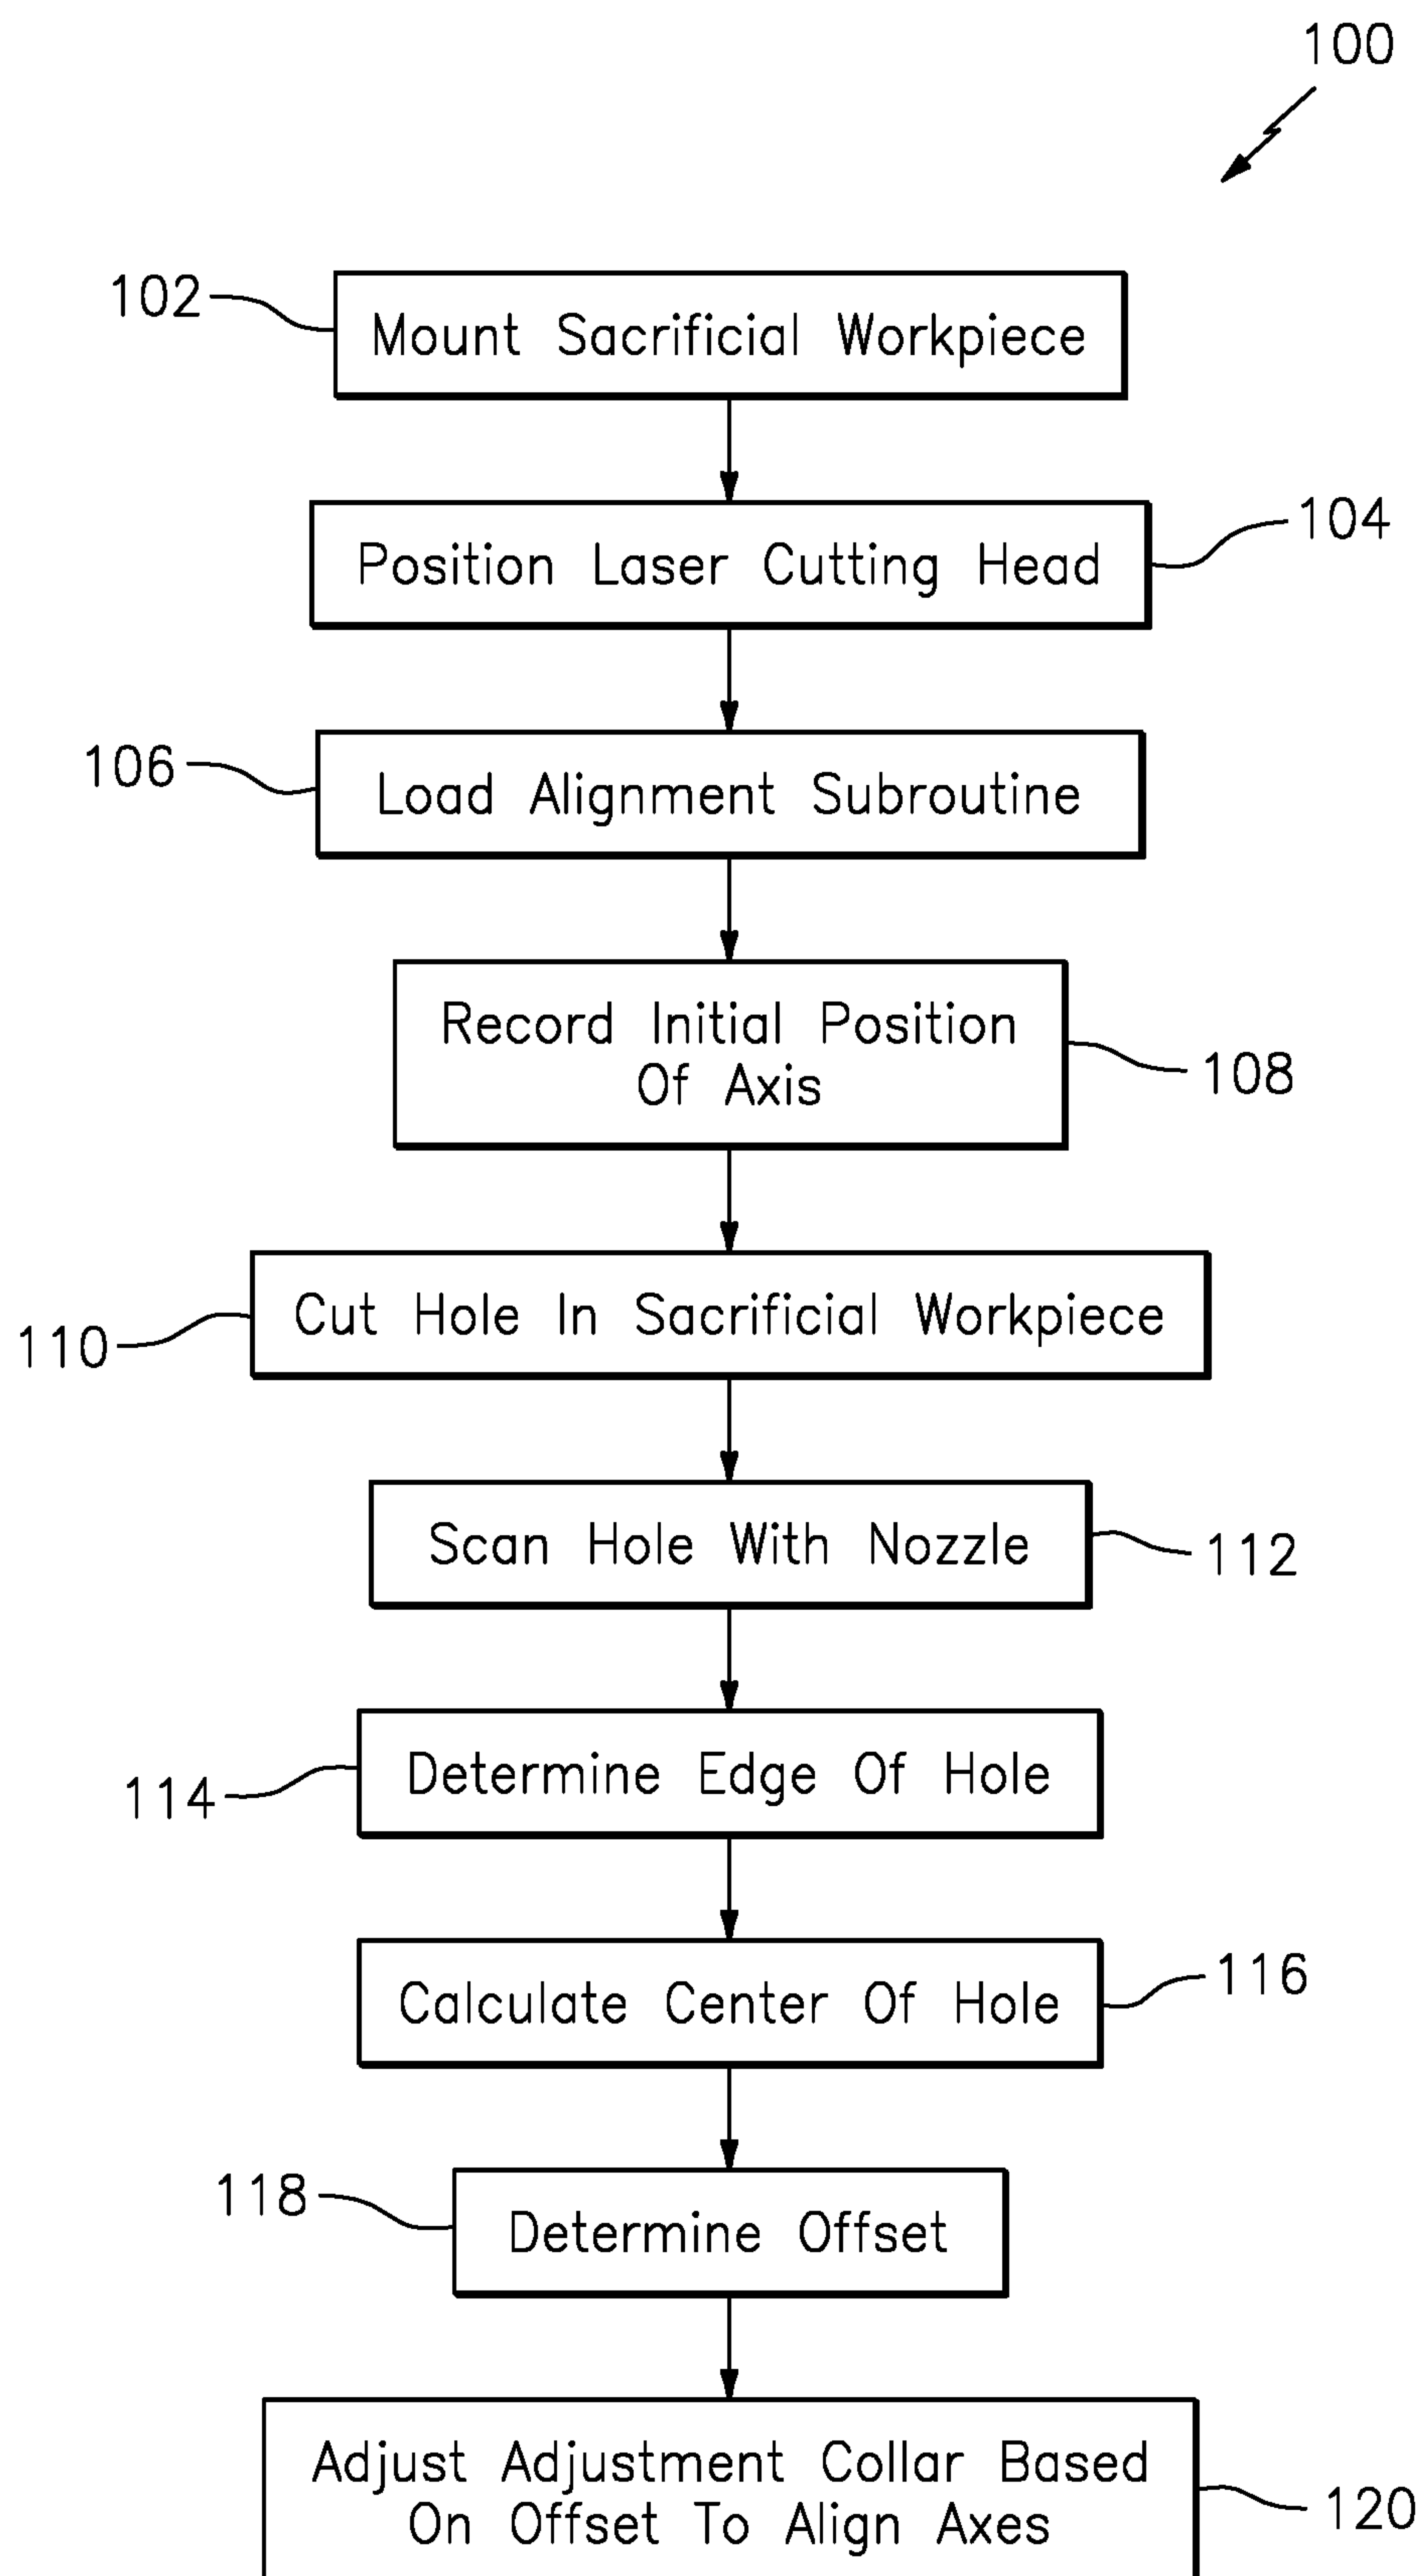 100
102
Mount Sacrificial Workpiece
Position Laser Cutting Head
104
106
Load Alignment Subroutine
Record Initial Position
Of Axis
108
Cut Hole In Sacrificial Workpiece
110
Scan Hole With Nozzle
112
Determine Edge Of Hole
114
Calculate Center Of Hole
116
118
Determine Offset
Adjust Adjustment Collar Based
On Offset To Align Axes
120